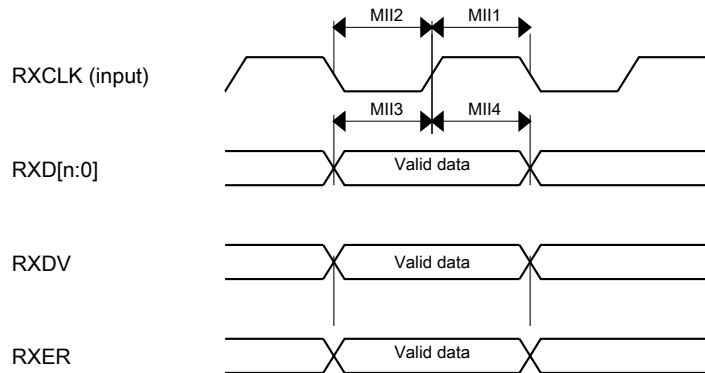 MII2 MII1
RXCLK (input)
MII3 MII4
RXD[n:0] Valid data
RXDV Valid data
RXER Valid data